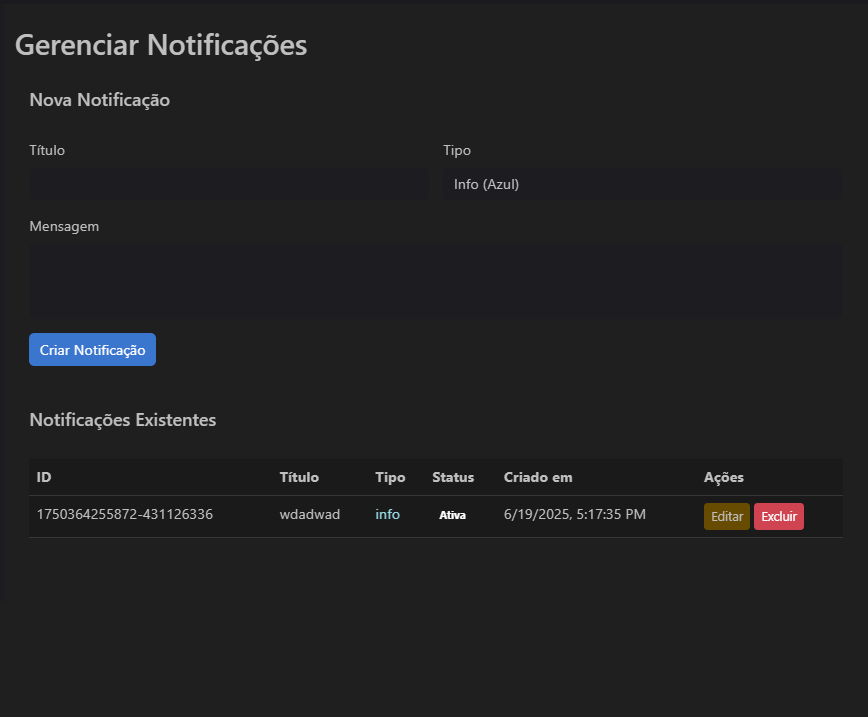 Gerenciar Notificações
Nova Notificação
Título Tipo
Info (Azul)
Mensagem
Criar Notificação
Notificações Existentes
ID Título Tipo Status Criado em Ações
1750364255872-431126336 wdadwad info Ativa 6/19/2025, 5:17:35 PM Editar Excluir